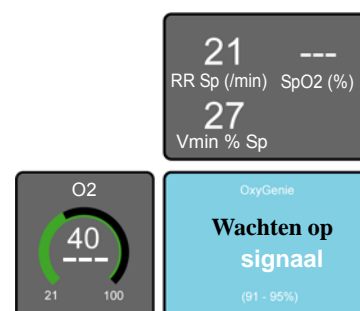 21 ---
RR Sp (/min) SpO2 (%)
27
Vmin % Sp
O2
40
---
21 100
OxyGenie
Wachten op
signaal
(91 - 95%)